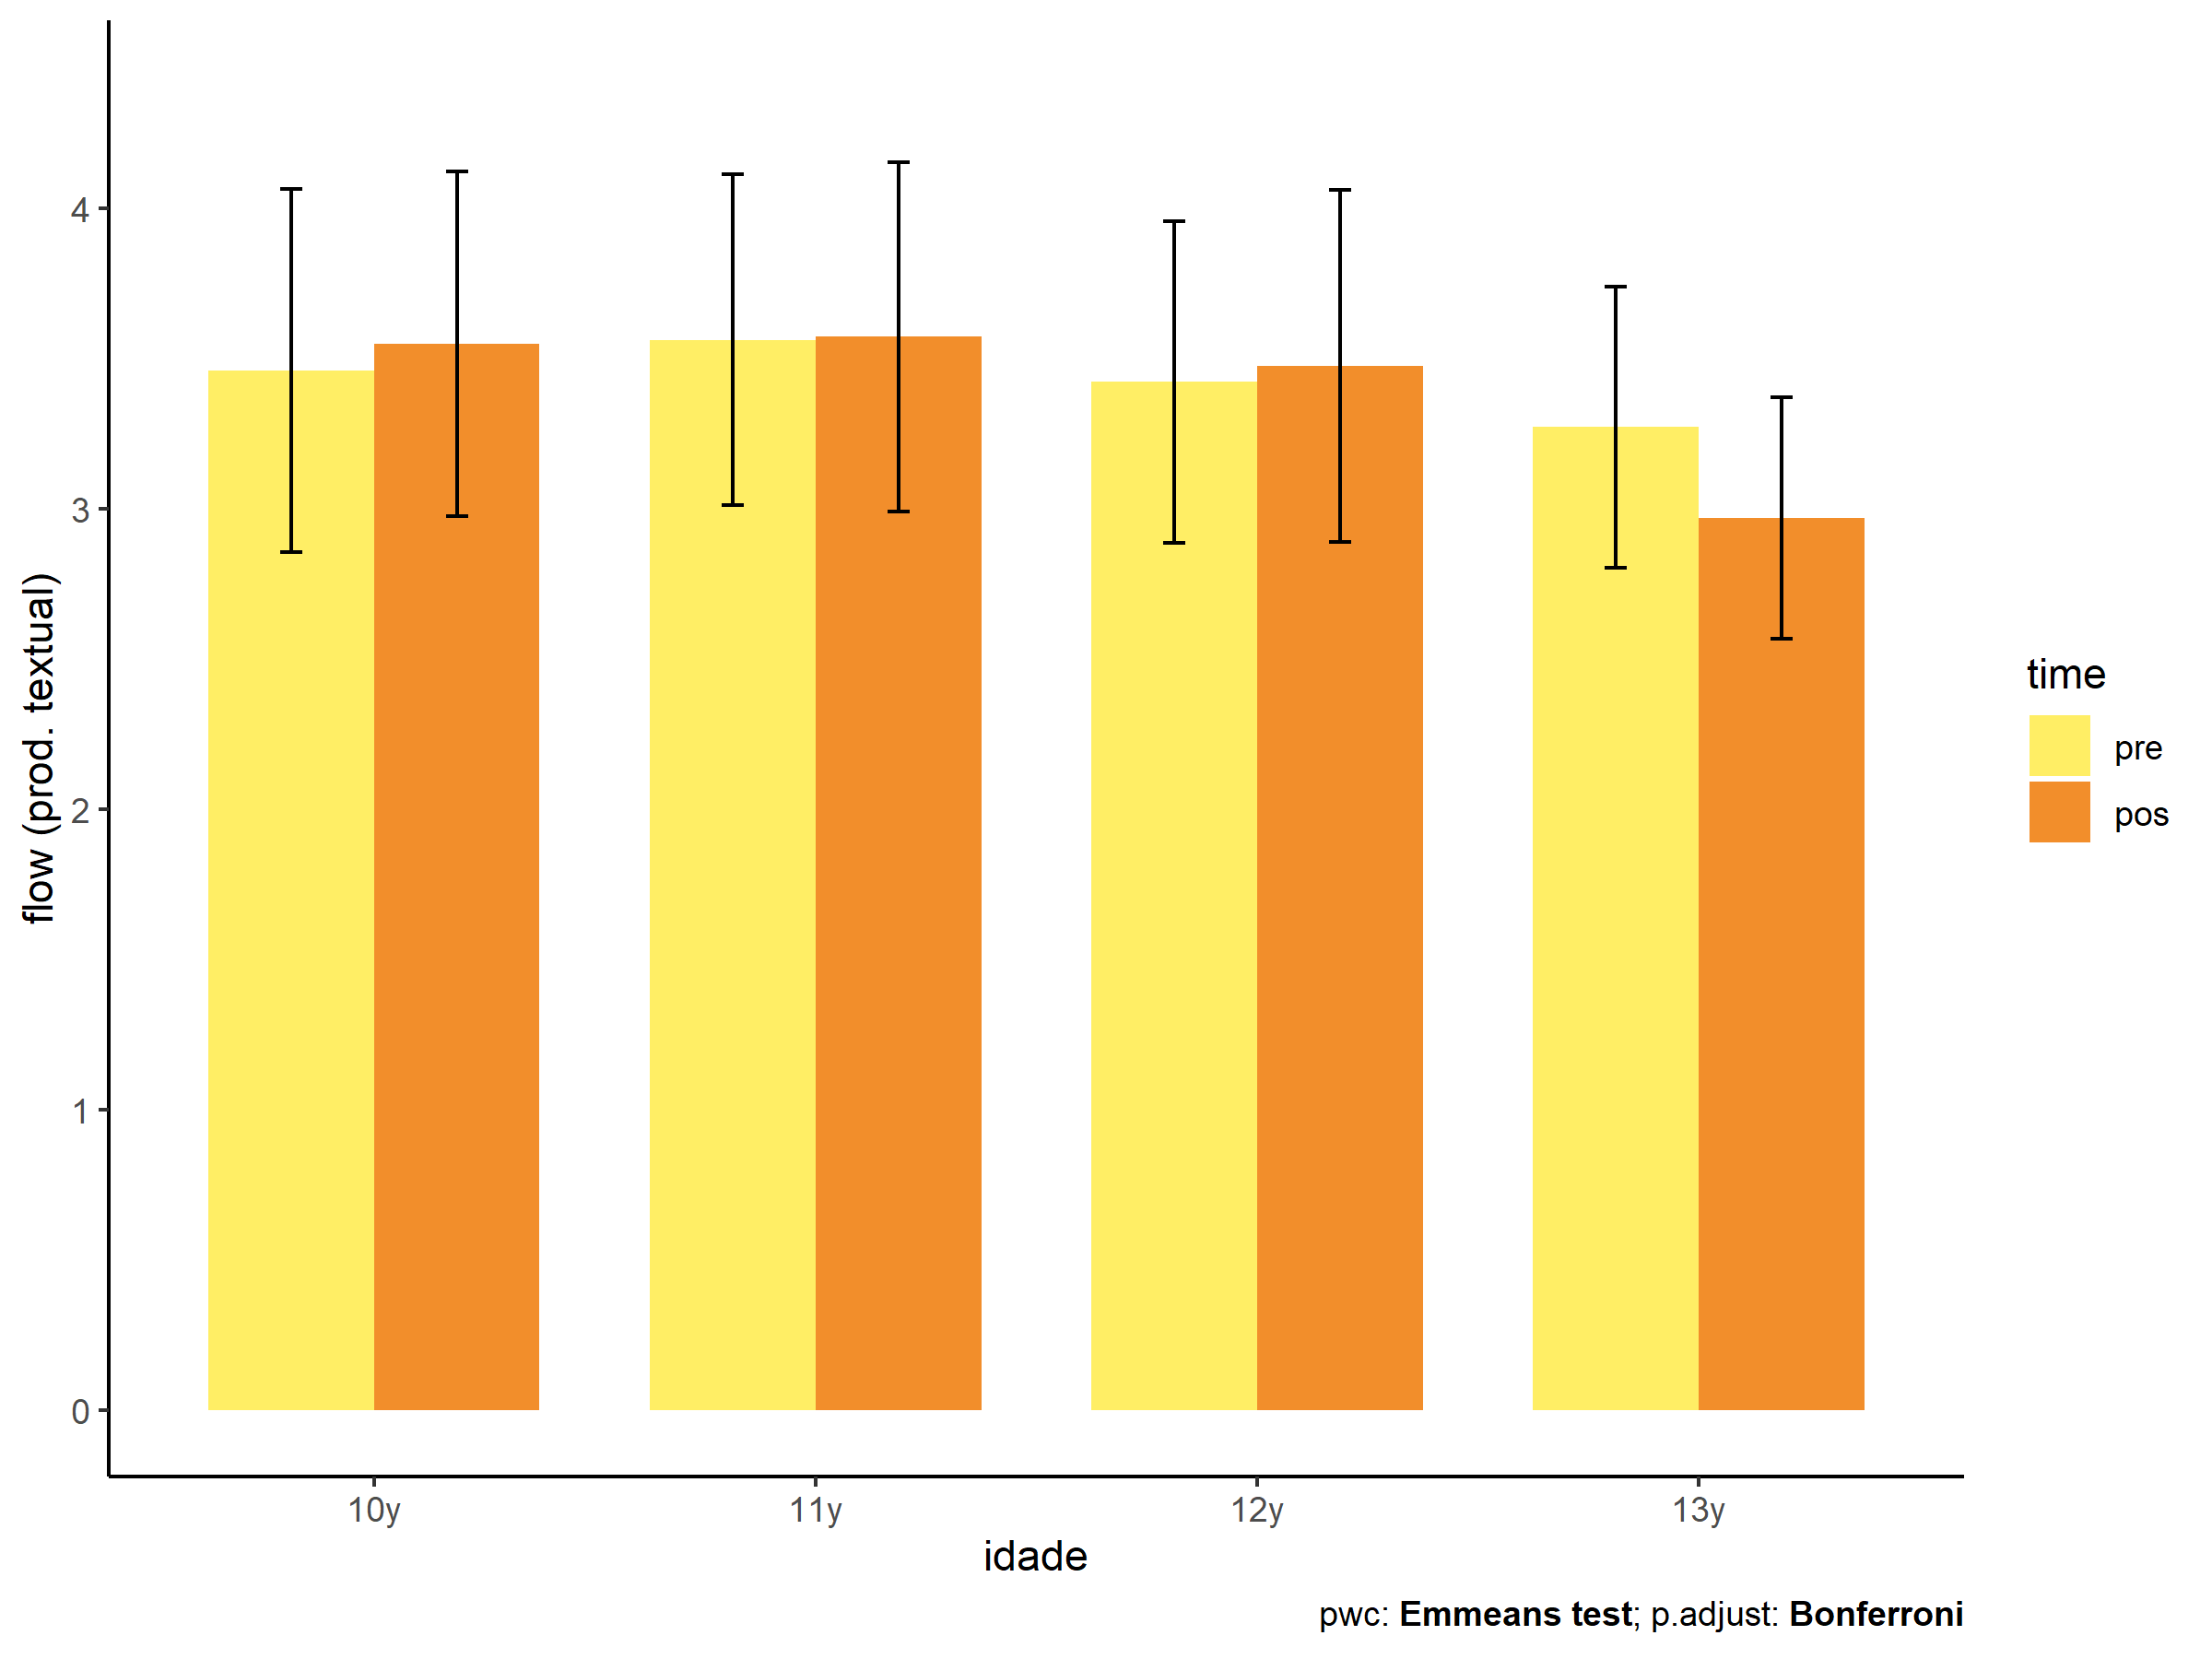 flow (prod. textual)
4
3
2
1
0
10y
11y
12y
13y
idade
time
pre
pos
pwc: Emmeans test; p.adjust: Bonferroni